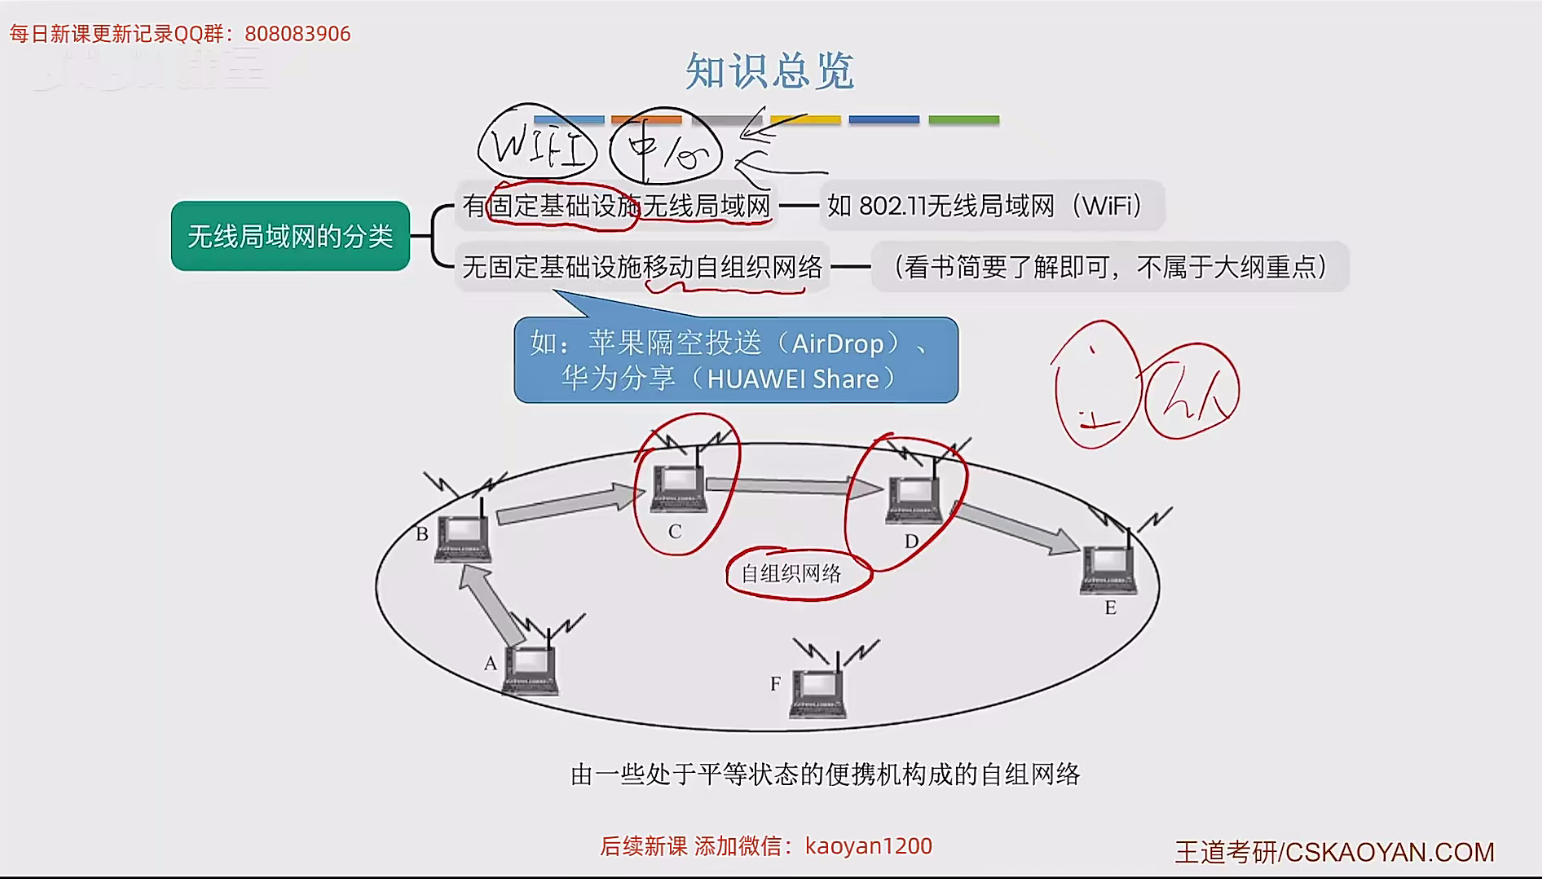 每日新课更新记录QQ群：808083906
知识总览
WIFI
有固定基础设施无线局域网
如 802.11无线局域网（WiFi）
无线局域网的分类
无固定基础设施移动自组织网络
（看书简要了解即可，不属于大纲重点）
如：苹果隔空投送（AirDrop）、
华为分享（HUAWEI Share）
B
C
D
自组织网络
E
A
F
由一些处于平等状态的便携机构成的自组网络
后续新课 添加微信：kaoyan1200
王道考研/CSKAOYAN.COM